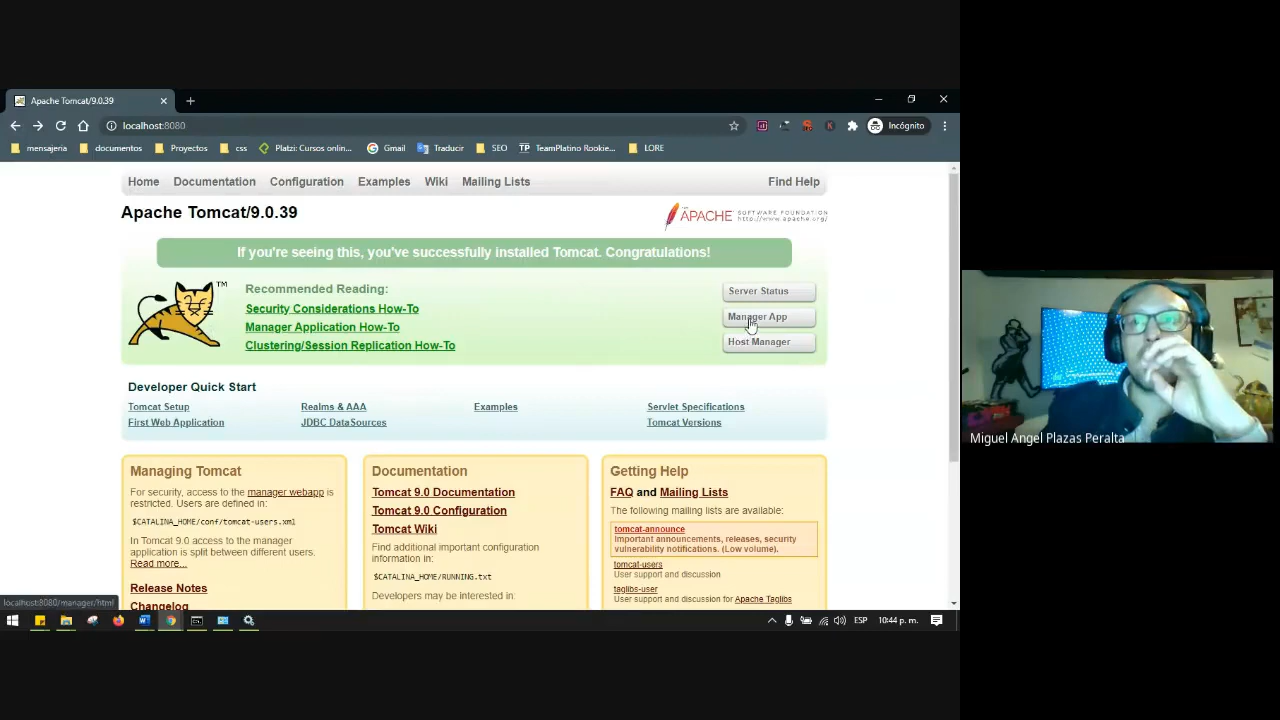 Apache Tomcat/9.0.39
localhost:8080
Incógnito
mensajeria
documentos
Proyectos
css
Platzi: Cursos onlin...
Gmail
Traducir
SEO
TP TeamPlatino Rookie...
LORE
Home
Documentation
Configuration
Examples
Wiki
Mailing Lists
Find Help
Apache Tomcat/9.0.39
APACHE
SOFTWARE FOUNDATION
http://www.apache.org/
If you're seeing this, you've successfully installed Tomcat. Congratulations!
TM
Recommended Reading:
Security Considerations How-To
Manager Application How-To
Clustering/Session Replication How-To
Server Status
Manager App
Host Manager
Developer Quick Start
Tomcat Setup
First Web Application
Realms & AAA
JDBC DataSources
Examples
Servlet Specifications
Tomcat Versions
Managing Tomcat
For security, access to the manager webapp is
restricted. Users are defined in:
$CATALINA_HOME/conf/tomcat-users.xml
In Tomcat 9.0 access to the manager
application is split between different users.
Read more...
Release Notes
Changelog
Documentation
Tomcat 9.0 Documentation
Tomcat 9.0 Configuration
Tomcat Wiki
Find additional important configuration
information in:
$CATALINA_HOME/RUNNING.txt
Developers may be interested in:
Getting Help
FAQ and Mailing Lists
The following mailing lists are available:
tomcat-announce
Important announcements, releases, security
vulnerability notifications. (Low volume).
tomcat-users
User support and discussion
taglibs-user
User support and discussion for Apache Taglibs
localhost:8080/manager/html
ESP
10:44 p. m.
Miguel Angel Plazas Peralta